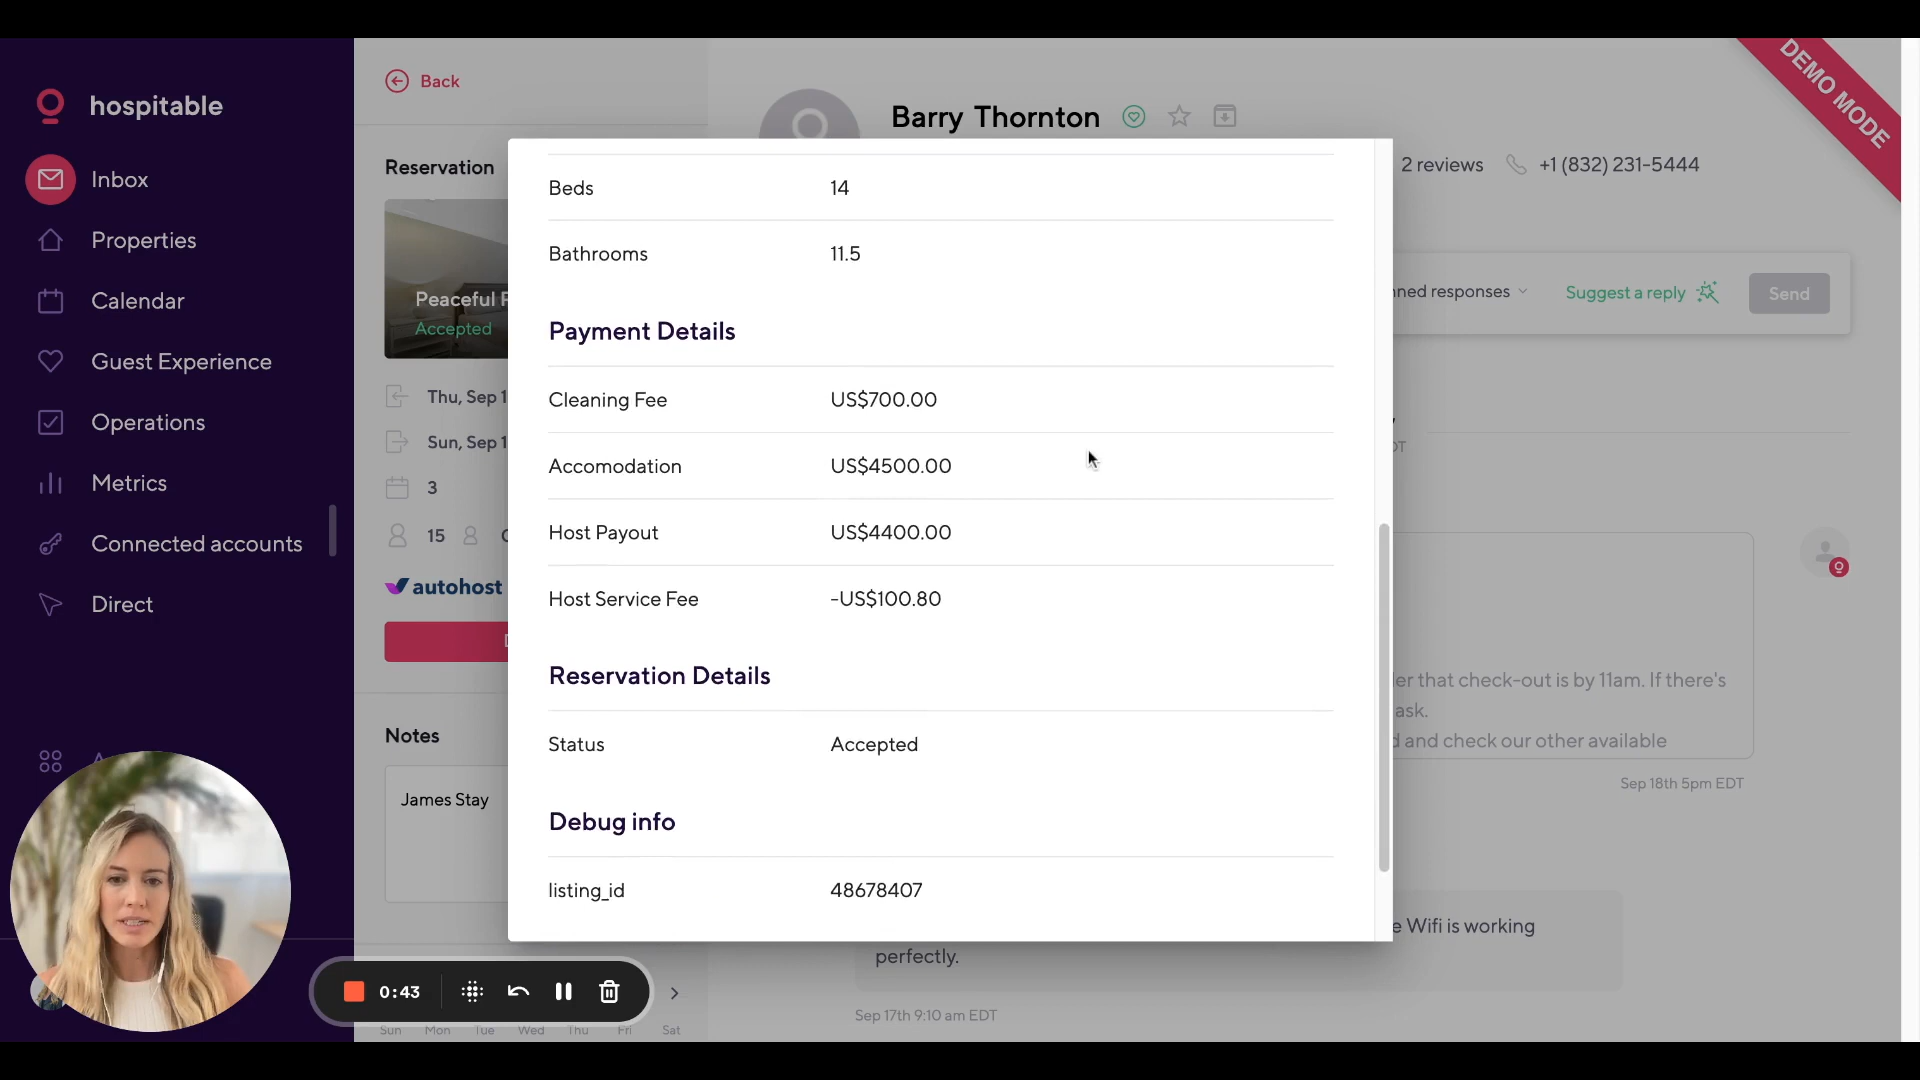 DEMO MODE
hospitable
Inbox
Properties
Calendar
Guest Experience
Operations
Metrics
Connected accounts
Direct
Back
Reservation
Peaceful
Accepted
Thu, Sep 1
Sun, Sep 1
3
15
autohost
Notes
James Stay
Barry Thornton
2 reviews
+1 (832) 231-5444
nned responses
Suggest a reply
Send
Beds 14
Bathrooms 11.5
Payment Details
Cleaning Fee US$700.00
Accomodation US$4500.00
Host Payout US$4400.00
Host Service Fee -US$100.80
Reservation Details
Status Accepted
Debug info
listing_id 48678407
DT
er that check-out is by 11am. If there's
ask.
d and check our other available
Sep 18th 5pm EDT
e Wifi is working
perfectly.
Sep 17th 9:10 am EDT
0:43
Sun Mon Tue Wed Thu Fri Sat